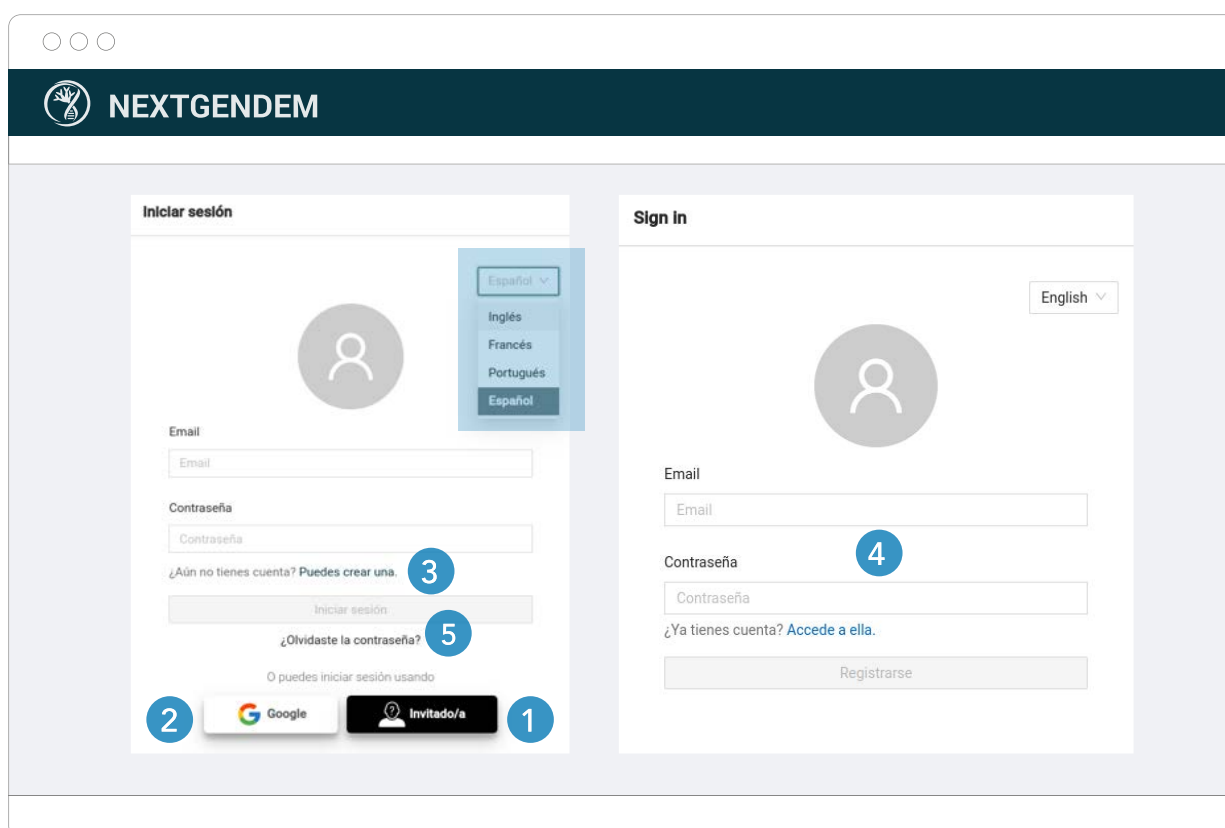 NEXTGENDEM
Iniciar sesión
Español
Inglés
Francés
Portugués
Español
Email
Email
Contraseña
Contraseña
¿Aún no tienes cuenta? Puedes crear una.
3
Iniciar sesión
¿Olvidaste la contraseña?
5
O puedes iniciar sesión usando
2
Google
Invitado/a
1
Sign in
English
Email
Email
4
Contraseña
Contraseña
¿Ya tienes cuenta? Accede a ella.
Registrarse